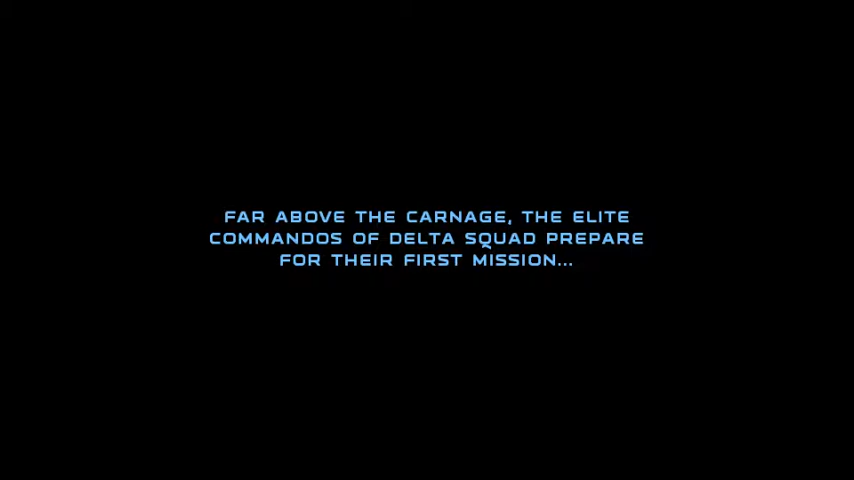 FAR ABOVE THE CARNAGE, THE ELITE
COMMANDOS OF DELTA SQUAD PREPARE
FOR THEIR FIRST MISSION...